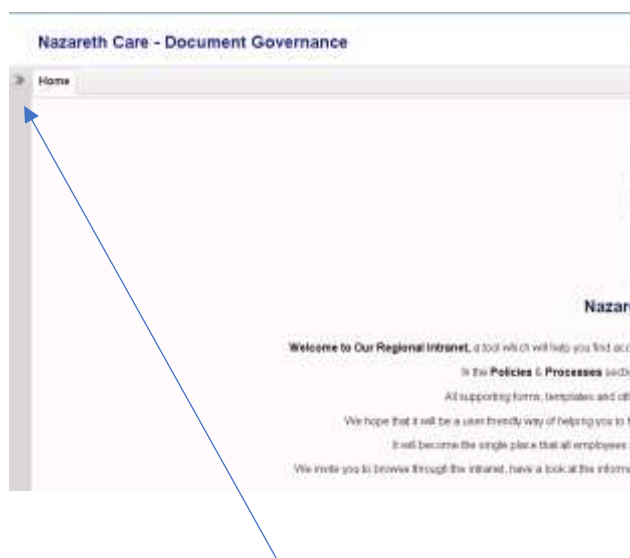 Nazareth Care - Document Governance
» Home
Nazar
Welcome to Our Regional Intranet, a tool which will help you find acc
In the Policies & Processes secti
All supporting forms, templates and oth
We hope that it will be a user friendly way of helping you to f
It will become the single place that all employees
We invite you to browse through the intranet, have a look at the informa